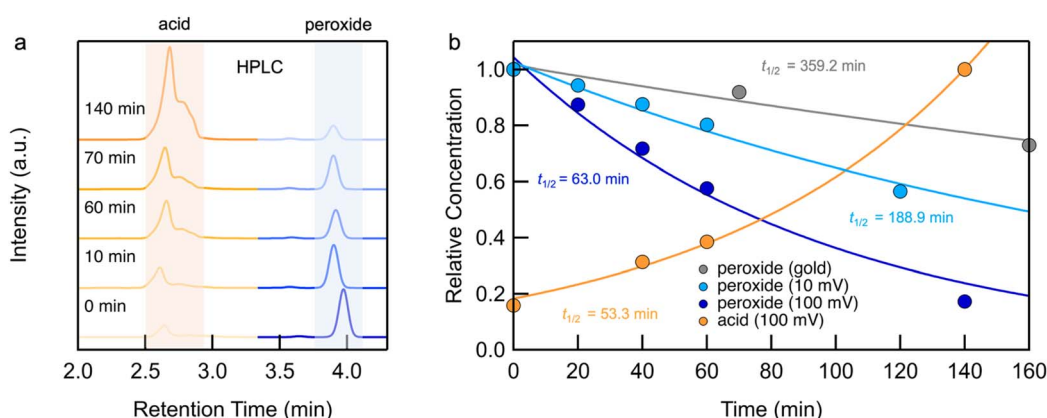 a
acid
peroxide
HPLC
140 min
70 min
60 min
10 min
0 min
Intensity (a.u.)
2.0 2.5 3.0 3.5 4.0
Retention Time (min)
b
t1/2 = 359.2 min
t1/2 = 63.0 min
t1/2 = 188.9 min
t1/2 = 53.3 min
peroxide (gold)
peroxide (10 mV)
peroxide (100 mV)
acid (100 mV)
Relative Concentration
1.0
0.8
0.6
0.4
0.2
0.0
0 20 40 60 80 100 120 140 160
Time (min)